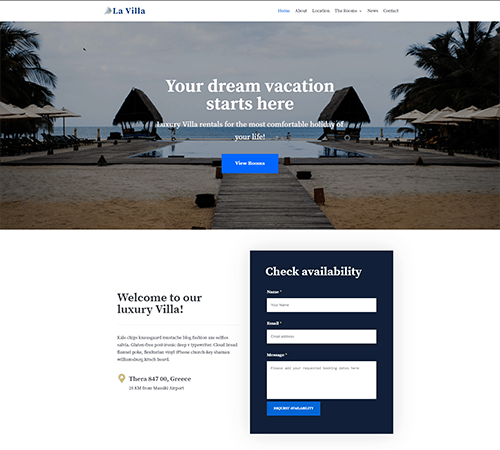 La Villa
Home About Location The Rooms News Contact
Your dream vacation
starts here
Luxury Villa rentals for the most comfortable holiday of
your life!
View Rooms
Welcome to our
luxury Villa!
Kale chips knausgaard mustache blog fashion axe selfies
salvia. Gluten-free post-ironic deep v typewriter. Cloud bread
flannel poke, flexitarian vinyl iPhone church-key shaman
williamsburg kitsch beard.
Thera 847 00, Greece
20 KM from Airport
Check availability
Name *
Your Name
Email *
Email address
Message *
Please add your requested booking dates here
REQUEST AVAILABILITY